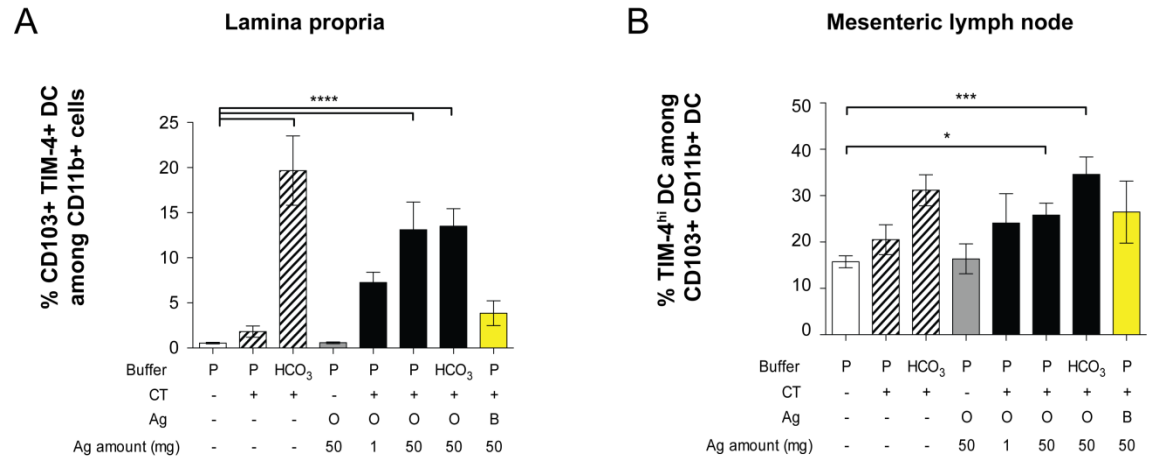 A
Lamina propria
% CD103+ TIM-4+ DC
among CD11b+ cells
25
20
15
10
5
0
****
Buffer P P HCO₃ P P P HCO₃ P
CT - + + - + + + +
Ag - - - O O O O B
Ag amount (mg) - - - 50 1 50 50 50
B
Mesenteric lymph node
% TIM-4ʰⁱ DC among
CD103+ CD11b+ DC
50
40
30
20
10
0
***
*
Buffer P P HCO₃ P P P HCO₃ P
CT - + + - + + + +
Ag - - - O O O O B
Ag amount (mg) - - - 50 1 50 50 50